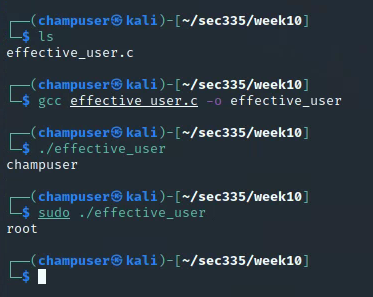 ┌──(champuser㉿kali)-[~/sec335/week10]
└─$ ls
effective_user.c
┌──(champuser㉿kali)-[~/sec335/week10]
└─$ gcc effective_user.c -o effective_user
┌──(champuser㉿kali)-[~/sec335/week10]
└─$ ./effective_user
champuser
┌──(champuser㉿kali)-[~/sec335/week10]
└─$ sudo ./effective_user
root
┌──(champuser㉿kali)-[~/sec335/week10]
└─$